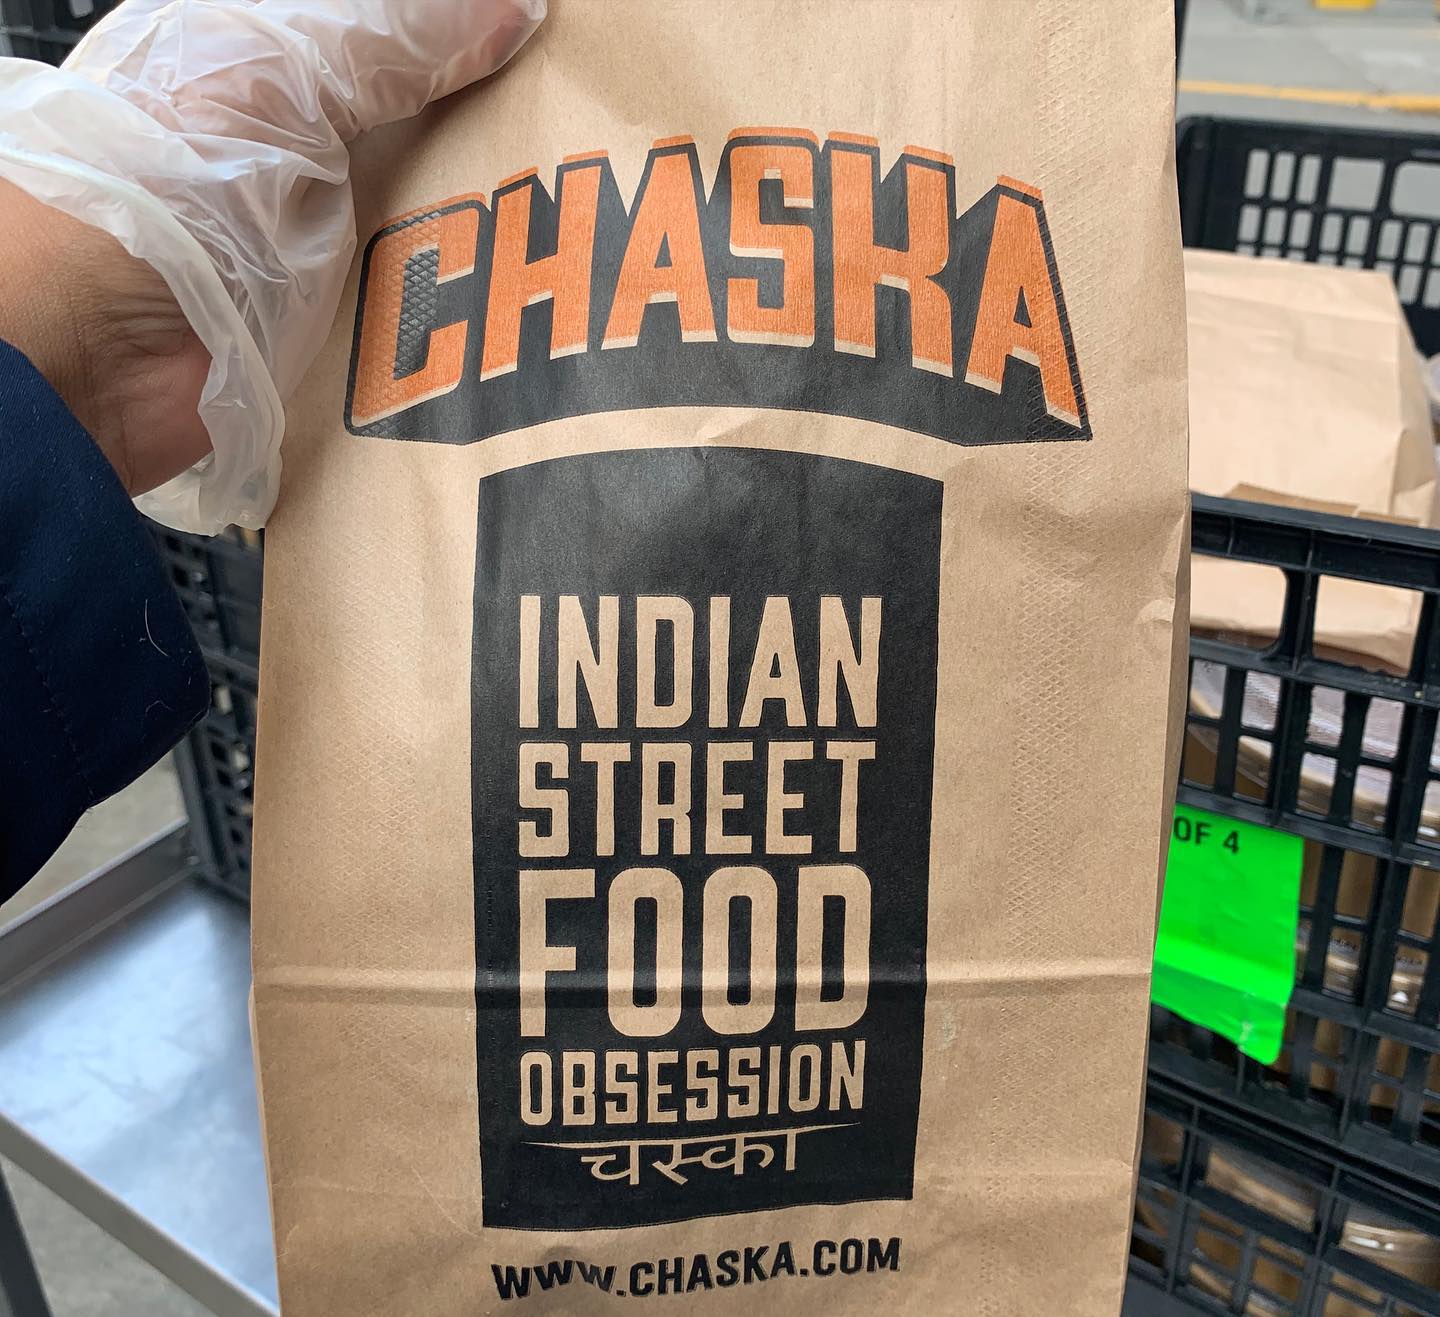 CHASKA
INDIAN
STREET
FOOD
OBSESSION
चस्का
WWW.CHASKA.COM
OF 4